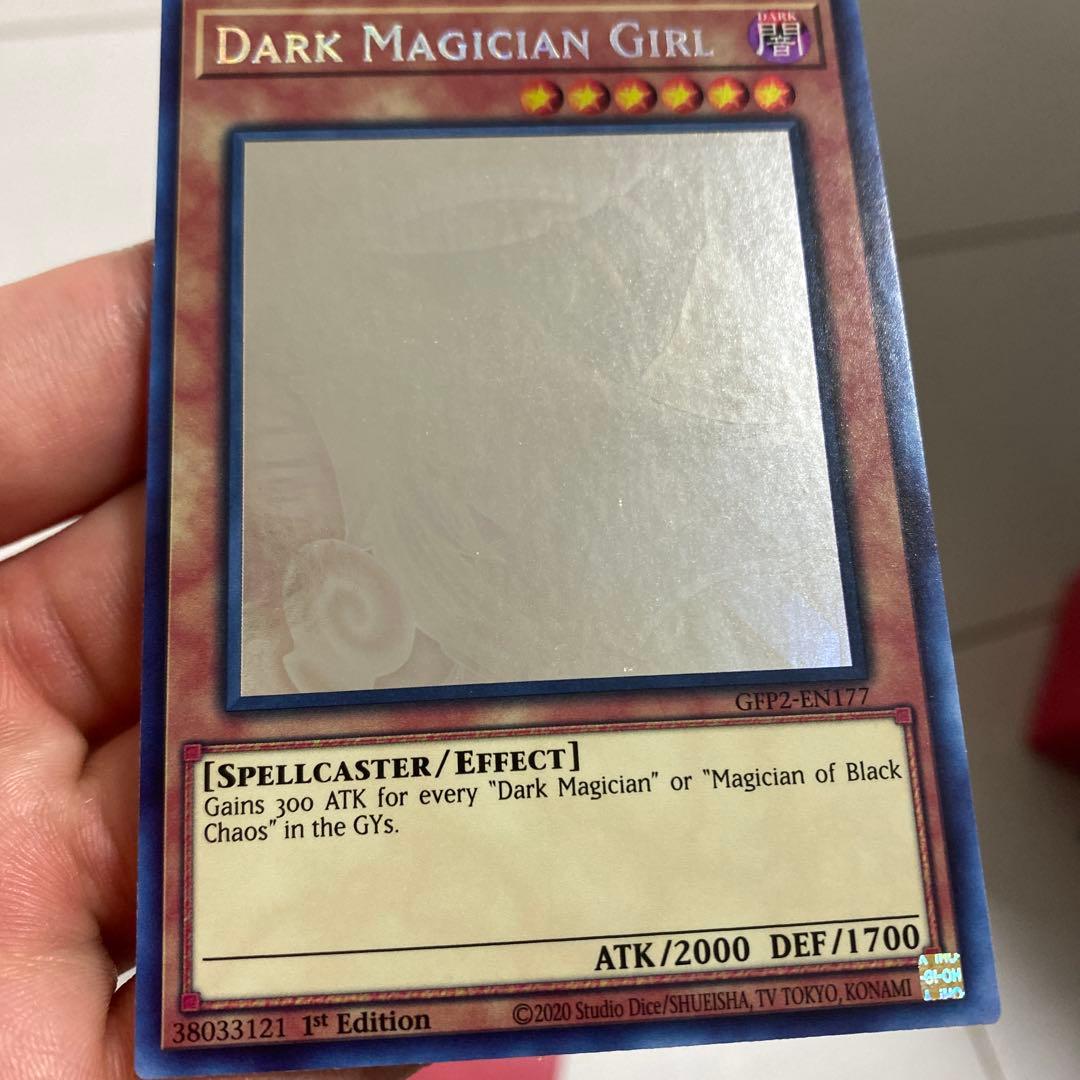 DARK MAGICIAN GIRL
DARK
闇
GFP2-EN177
[SPELLCASTER/EFFECT]
Gains 300 ATK for every "Dark Magician" or "Magician of Black
Chaos" in the GYs.
ATK/2000 DEF/1700
38033121 1st Edition ©2020 Studio Dice/SHUEISHA, TV TOKYO, KONAMI